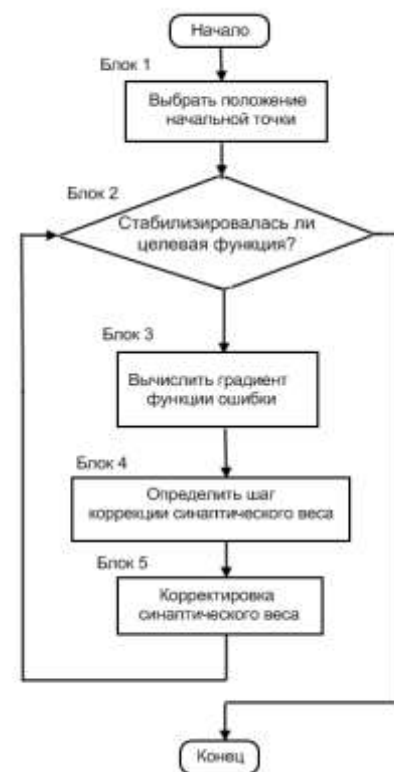 Начало
Блок 1
Выбрать положение
начальной точки
Блок 2
Стабилизировалась ли
целевая функция?
Блок 3
Вычислить градиент
функции ошибки
Блок 4
Определить шаг
коррекции синаптического веса
Блок 5
Корректировка
синаптического веса
Конец